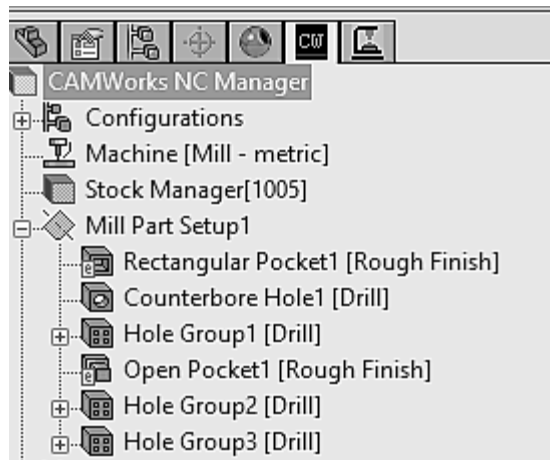 CW
CAMWorks NC Manager
Configurations
Machine [Mill - metric]
Stock Manager[1005]
Mill Part Setup1
Rectangular Pocket1 [Rough Finish]
Counterbore Hole1 [Drill]
Hole Group1 [Drill]
Open Pocket1 [Rough Finish]
Hole Group2 [Drill]
Hole Group3 [Drill]